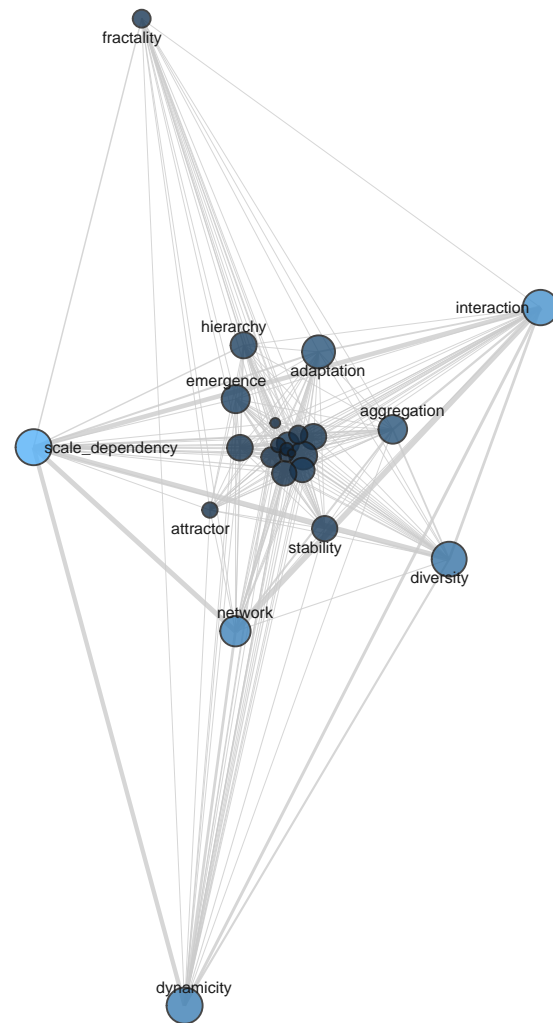 fractality
interaction
hierarchy
adaptation
emergence
aggregation
scale_dependency
attractor
stability
diversity
network
dynamicity